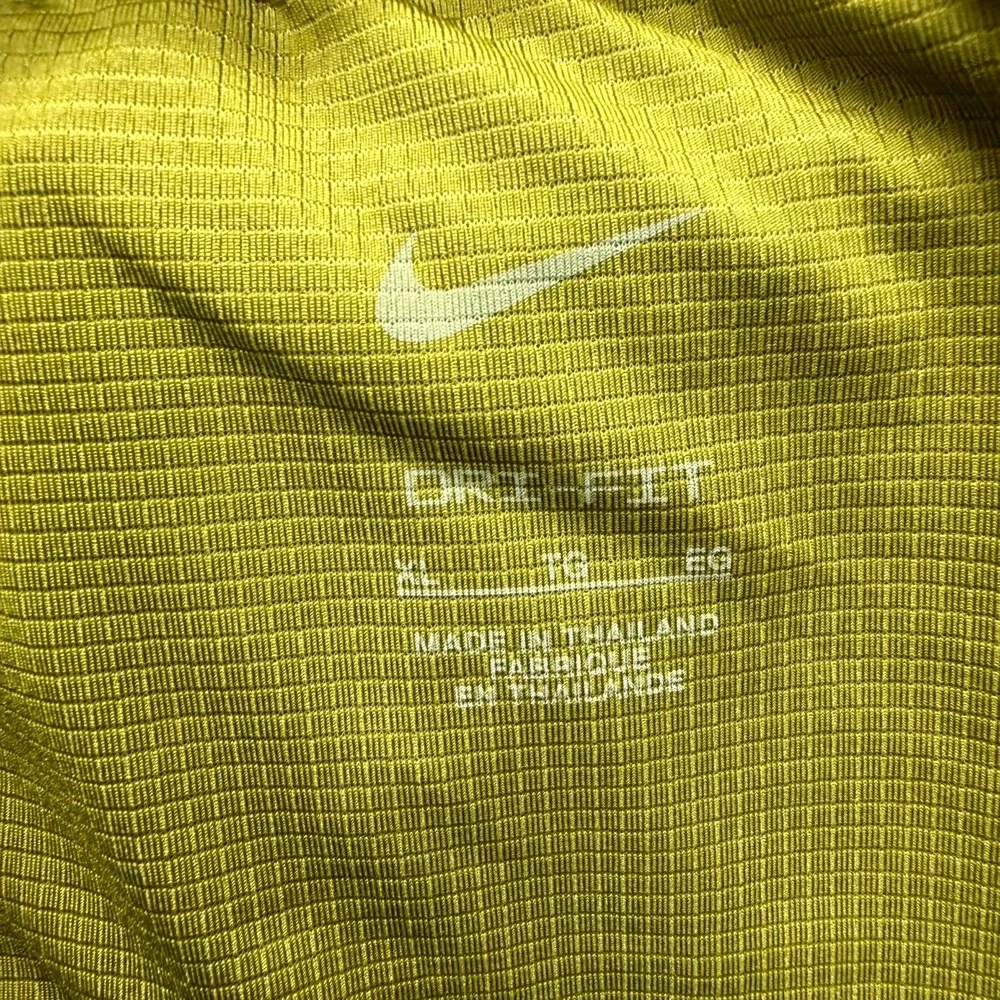 DRI-FIT
XL TG EG
MADE IN THAILAND
FABRIQUE
EN THAILANDE